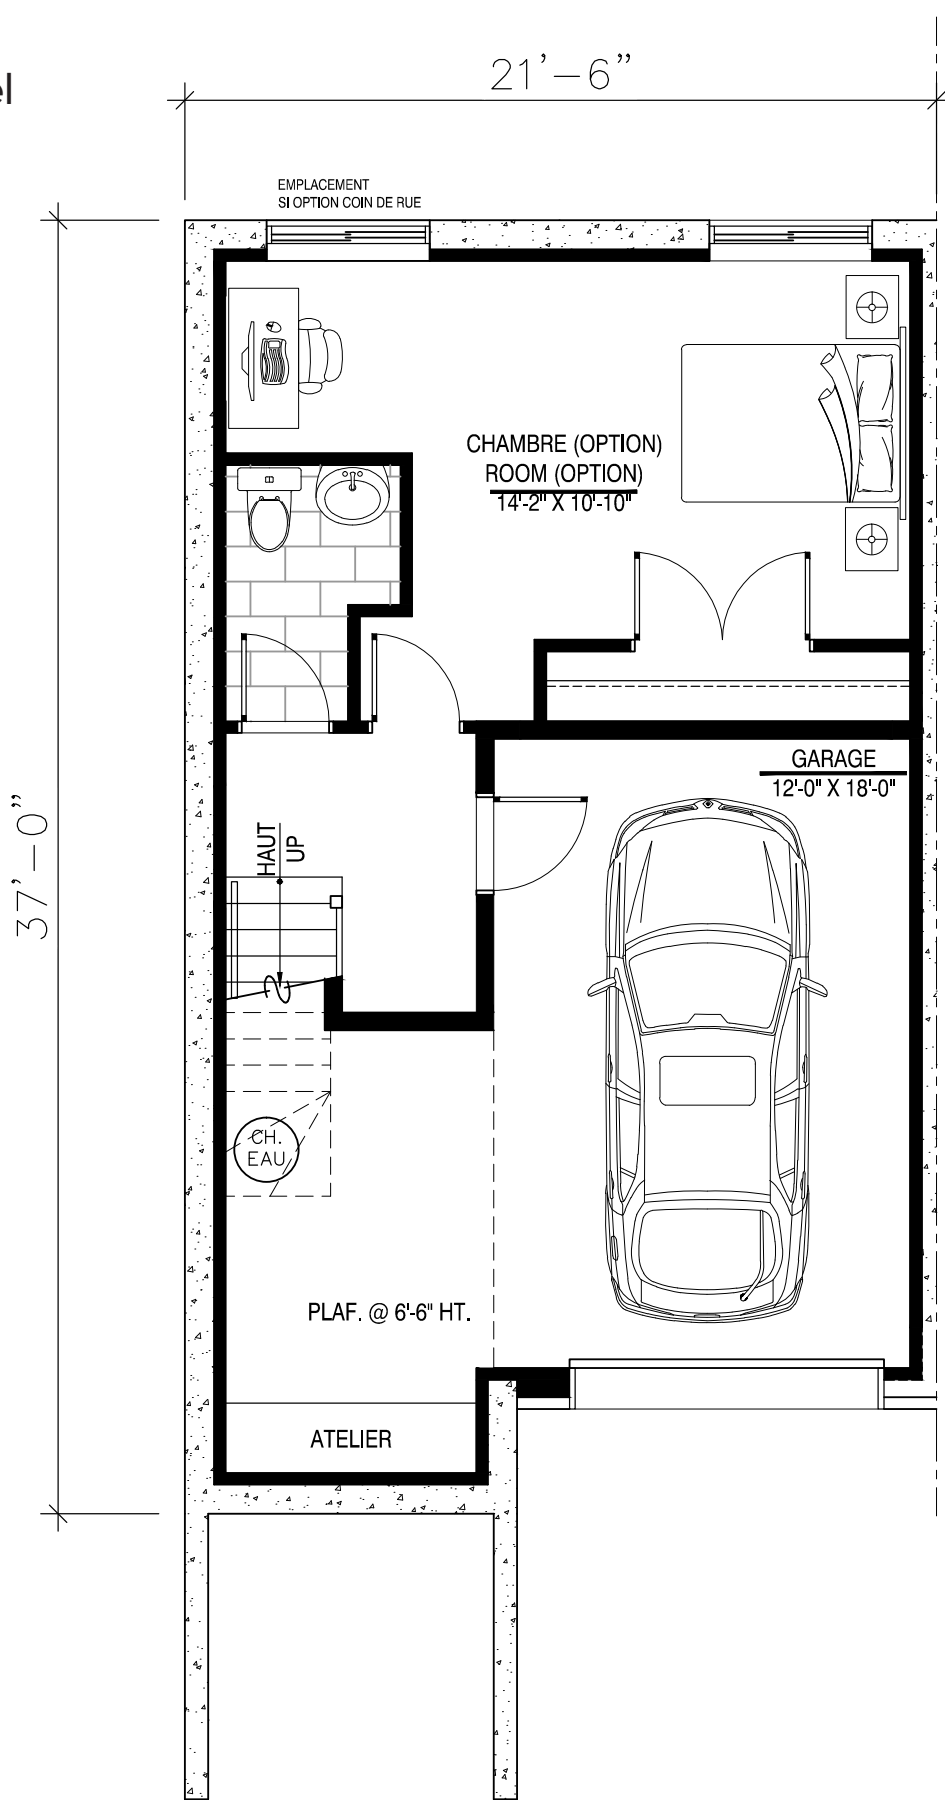 21'-6"
EMPLACEMENT
SI OPTION COIN DE RUE
CHAMBRE (OPTION)
ROOM (OPTION)
14'-2" X 10'-10"
GARAGE
12'-0" X 18'-0"
37'-0"
HAUT
UP
CH.
EAU
PLAF. @ 6'-6" HT.
ATELIER